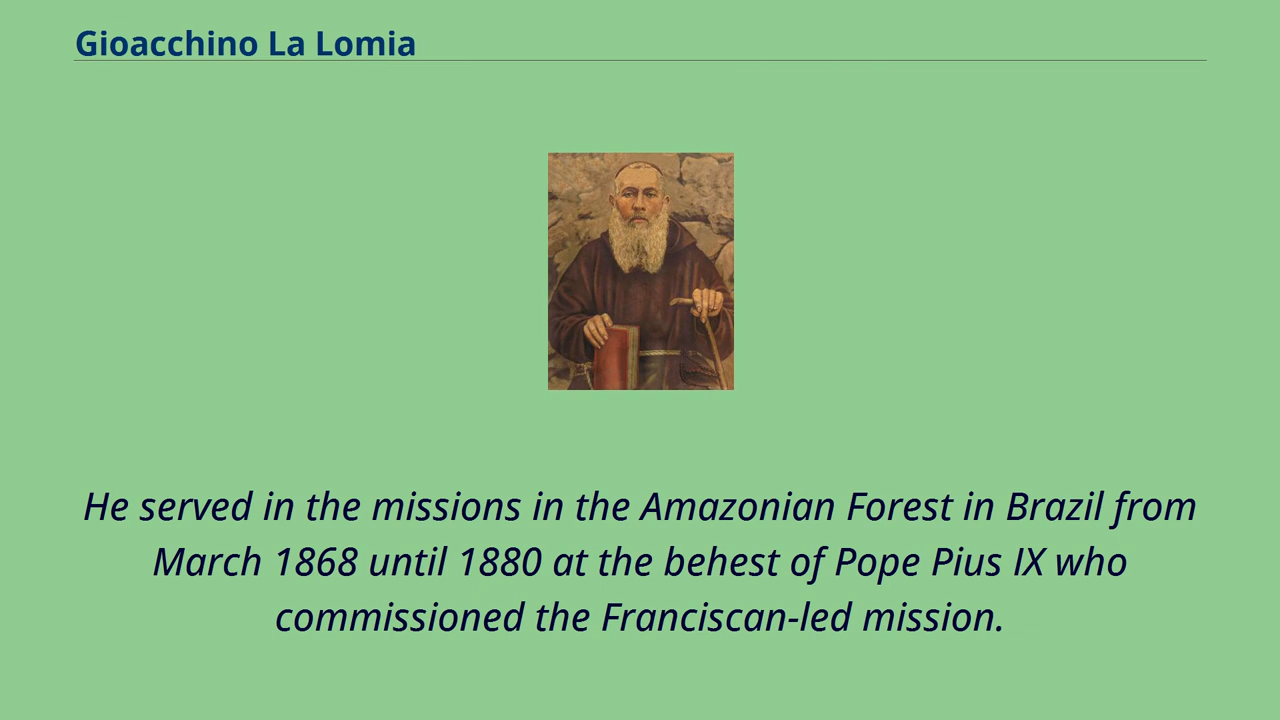 Gioacchino La Lomia
He served in the missions in the Amazonian Forest in Brazil from
March 1868 until 1880 at the behest of Pope Pius IX who
commissioned the Franciscan-led mission.